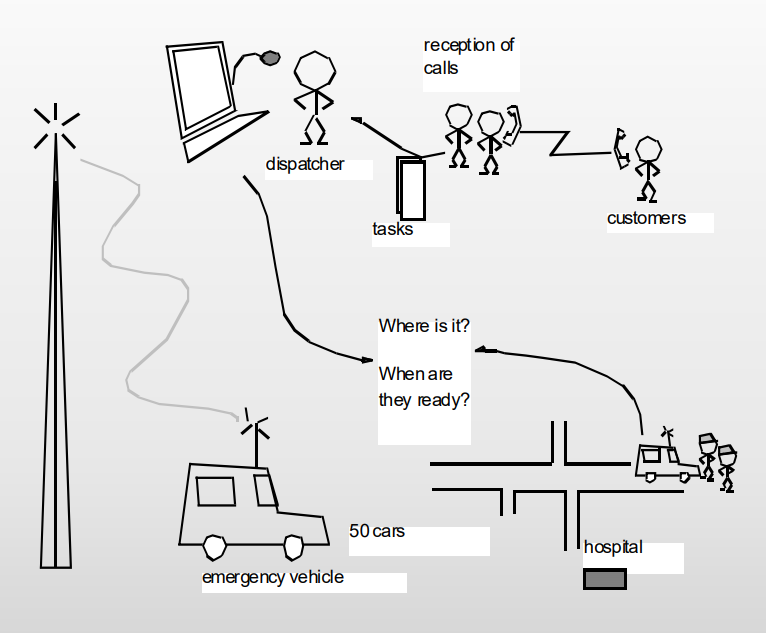 reception of
calls
dispatcher
customers
tasks
Where is it?
When are
they ready?
50 cars
hospital
emergency vehicle